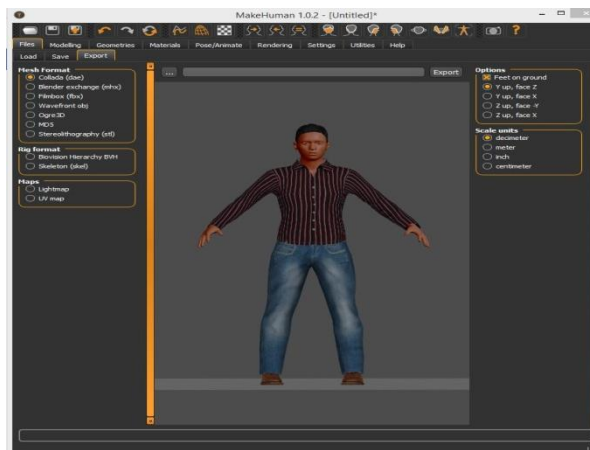 MakeHuman 1.0.2 - [Untitled]*
Files Modelling Geometries Materials Pose/Animate Rendering Settings Utilities Help
Load Save Export
Mesh Format
Collada (dae)
Blender exchange (mhx)
Filmbox (fbx)
Wavefront obj
Ogre3D
MD5
Stereolithography (stl)
Rig format
Biovision Hierarchy BVH
Skeleton (skel)
Maps
Lightmap
UV map
... Export
Options
Feet on ground
Y up, face Z
Y up, face X
Z up, face -Y
Z up, face X
Scale units
decimeter
meter
inch
centimeter